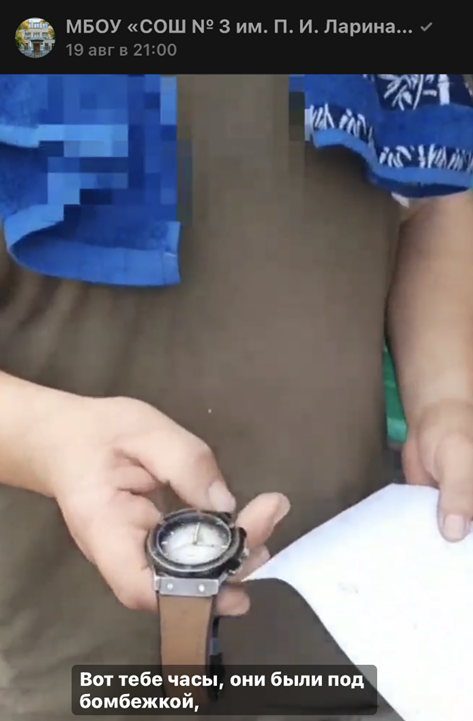 МБОУ «СОШ № 3 им. П. И. Ларина...
19 авг в 21:00
Вот тебе часы, они были под
бомбежкой,